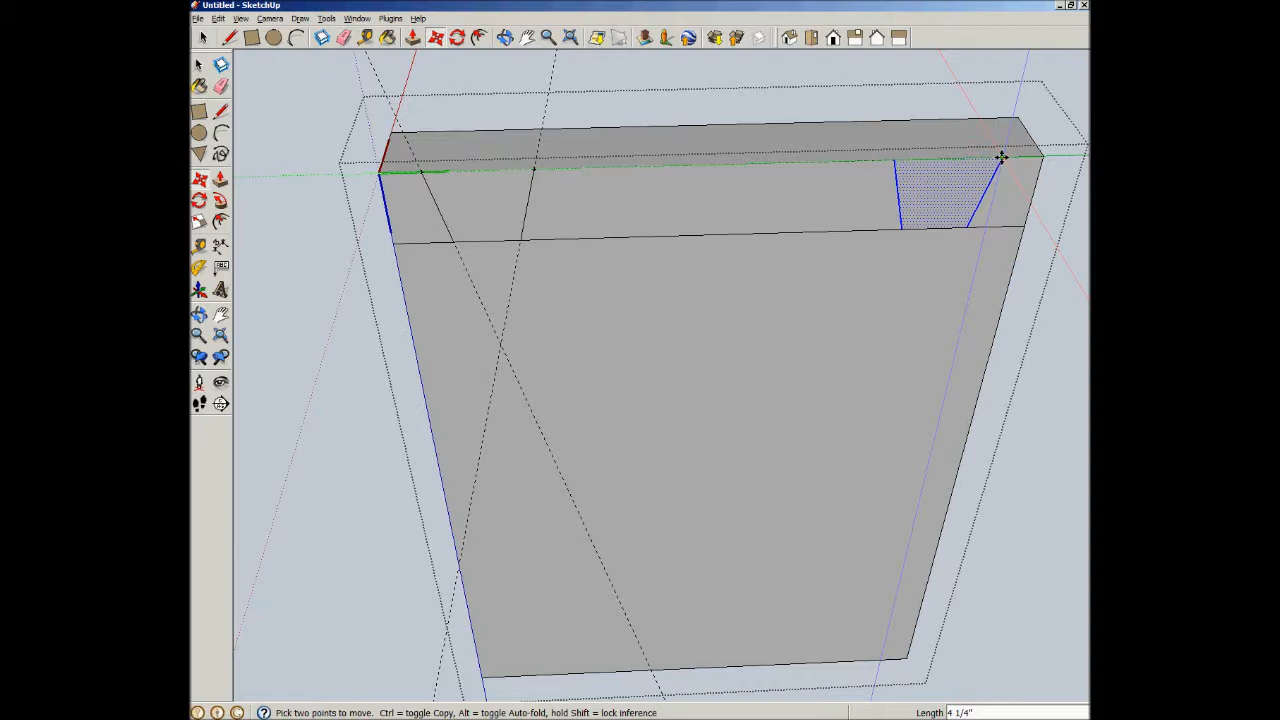 Untitled - SketchUp
File Edit View Camera Draw Tools Window Plugins Help
Pick two points to move. Ctrl = toggle Copy, Alt = toggle Auto-fold, hold Shift = lock inference
Length 4 1/4"